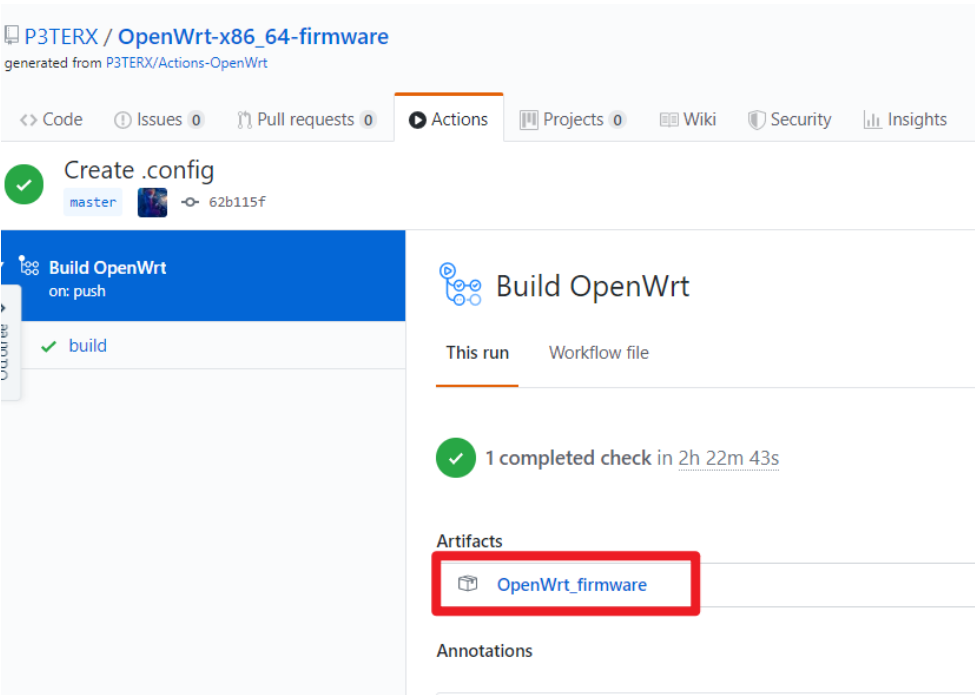 P3TERX / OpenWrt-x86_64-firmware
generated from P3TERX/Actions-OpenWrt
<> Code Issues 0 Pull requests 0 Actions Projects 0 Wiki Security Insights
Create .config
master 62b115f
Build OpenWrt
on: push
build
Build OpenWrt
This run Workflow file
1 completed check in 2h 22m 43s
Artifacts
OpenWrt_firmware
Annotations